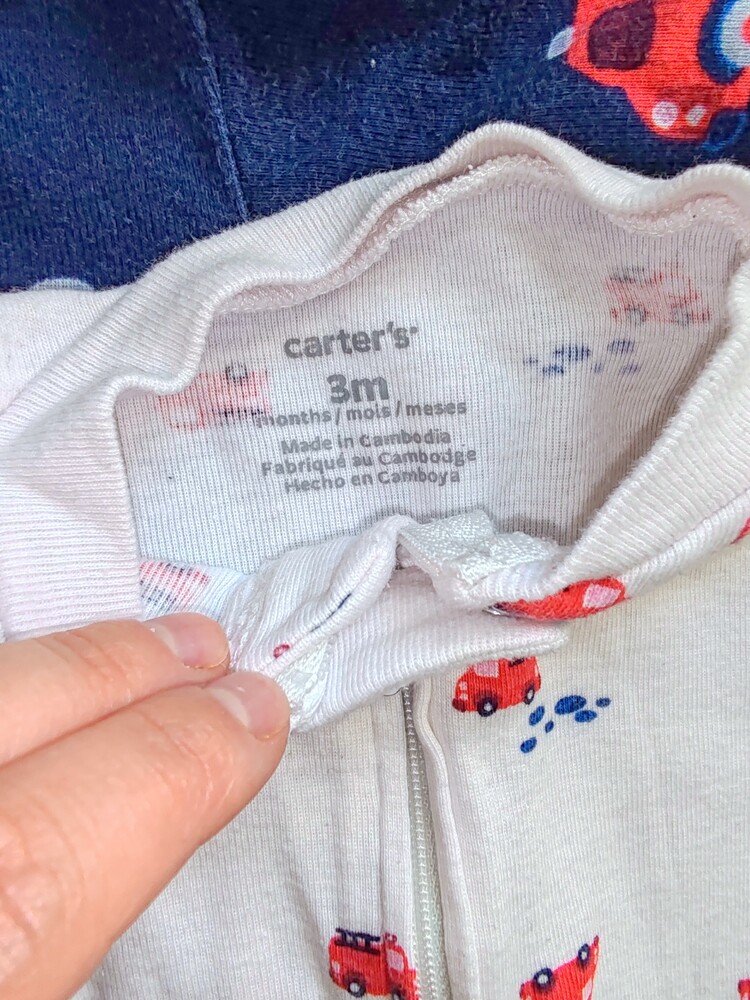 carter's
3m
months / mois / meses
Made in Cambodia
Fabriqué au Cambodge
Hecho en Camboya